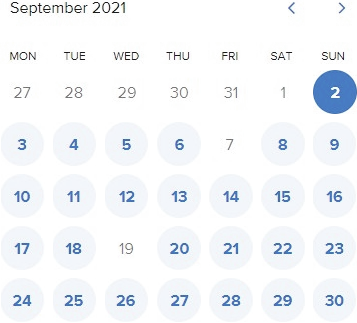 September 2021
MON TUE WED THU FRI SAT SUN
27 28 29 30 31 1 2
3 4 5 6 7 8 9
10 11 12 13 14 15 16
17 18 19 20 21 22 23
24 25 26 27 28 29 30